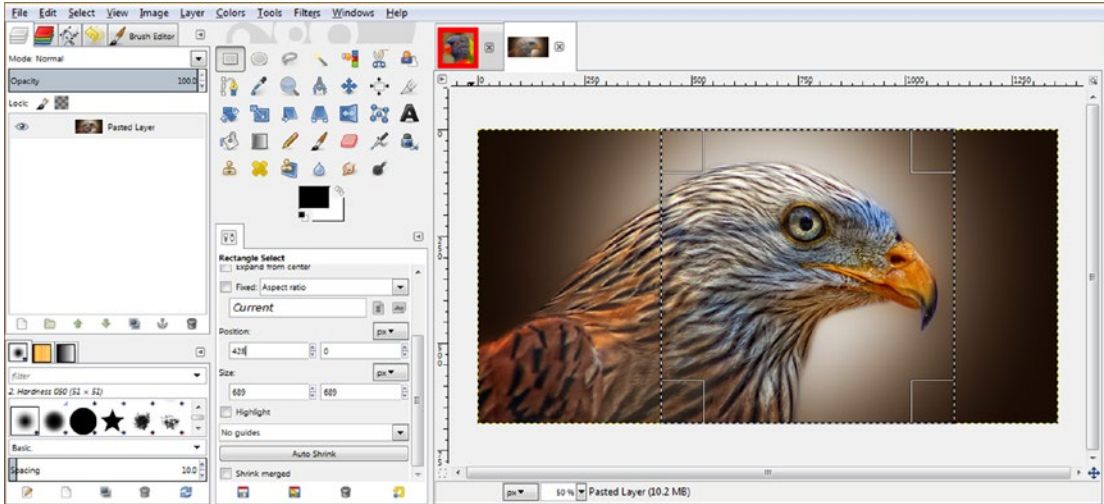 File Edit Select View Image Layer Colors Tools Filters Windows Help
Brush Editor
Mode: Normal
Opacity 100.0
Lock:
Pasted Layer
Rectangle Select
Expand from center
Fixed: Aspect ratio
Current
Position: px
428 0
Size: px
689 689
Highlight
No guides
Auto Shrink
Shrink merged
filter
2. Hardness 050 (51 × 51)
Basic,
Spacing 10.0
0 250 500 750 1000 1250
px 50 % Pasted Layer (10.2 MB)